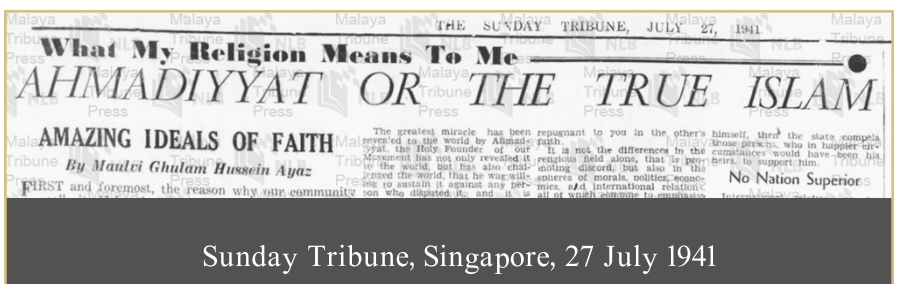 THE SUNDAY TRIBUNE, JULY 27, 1941
What My Religion Means To Me
AHMADIYYAT OR THE TRUE ISLAM
AMAZING IDEALS OF FAITH
By Maulvi Ghulam Hussein Ayaz
FIRST and foremost, the reason why our community
The greatest miracle has been
revealed to the world by Ahmad-
iyyat, the Holy Founder of our
Movement has not only revealed it
to the world, but has also chal-
lenged the world, that he was will-
ing to sustain it against any per-
son who disputed it, and it is
repugnant to you in the other's
faith.
It is not the differences in the
religious field alone, that is pro-
moting discord, but also in the
spheres of morals, politics, econo-
mics, and international relation
all of which combine to emphasis
himself, then the state compels
those persons, who in happier cir-
cumstances would have been his
heirs, to support him.
No Nation Superior
Malaya
Tribune
Press
NLB
Sunday Tribune, Singapore, 27 July 1941